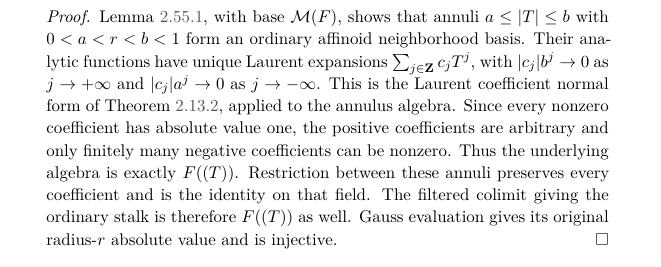 Proof. Lemma 2.55.1, with base ℳ(F), shows that annuli a ≤ |T| ≤ b with
0 < a < r < b < 1 form an ordinary affinoid neighborhood basis. Their ana-
lytic functions have unique Laurent expansions ∑_{j∈Z} c_jT^j, with |c_j|b^j → 0 as
j → +∞ and |c_j|a^j → 0 as j → −∞. This is the Laurent coefficient normal
form of Theorem 2.13.2, applied to the annulus algebra. Since every nonzero
coefficient has absolute value one, the positive coefficients are arbitrary and
only finitely many negative coefficients can be nonzero. Thus the underlying
algebra is exactly F((T)). Restriction between these annuli preserves every
coefficient and is the identity on that field. The filtered colimit giving the
ordinary stalk is therefore F((T)) as well. Gauss evaluation gives its original
radius-r absolute value and is injective. □